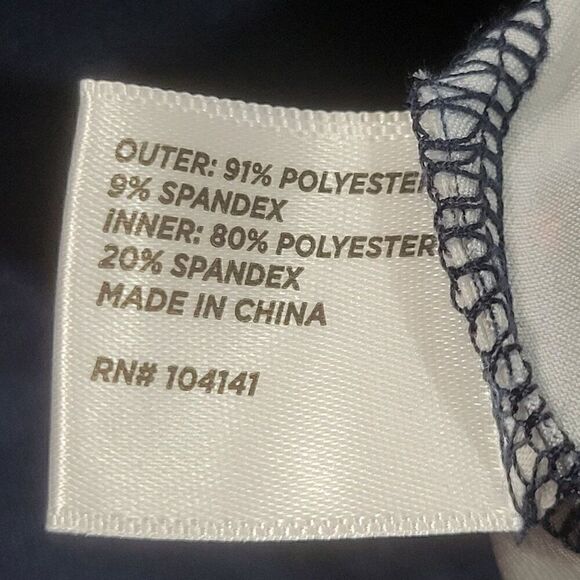 OUTER: 91% POLYESTER
9% SPANDEX
INNER: 80% POLYESTER
20% SPANDEX
MADE IN CHINA
RN# 104141